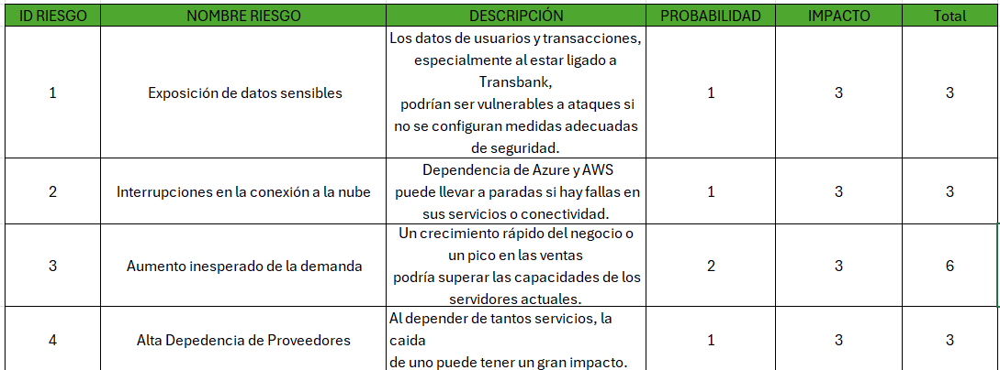 ID RIESGO NOMBRE RIESGO DESCRIPCIÓN PROBABILIDAD IMPACTO Total
Los datos de usuarios y transacciones,
especialmente al estar ligado a
Transbank,
podrían ser vulnerables a ataques si
no se configuran medidas adecuadas
de seguridad.
1 Exposición de datos sensibles 1 3 3
Dependencia de Azure y AWS
puede llevar a paradas si hay fallas en
sus servicios o conectividad.
2 Interrupciones en la conexión a la nube 1 3 3
Un crecimiento rápido del negocio o
un pico en las ventas
podría superar las capacidades de los
servidores actuales.
3 Aumento inesperado de la demanda 2 3 6
Al depender de tantos servicios, la
caida
de uno puede tener un gran impacto.
4 Alta Depedencia de Proveedores 1 3 3